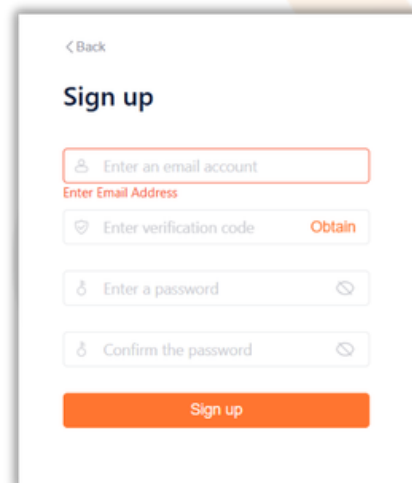 Back
Sign up
Enter an email account
Enter Email Address
Enter verification code Obtain
Enter a password
Confirm the password
Sign up